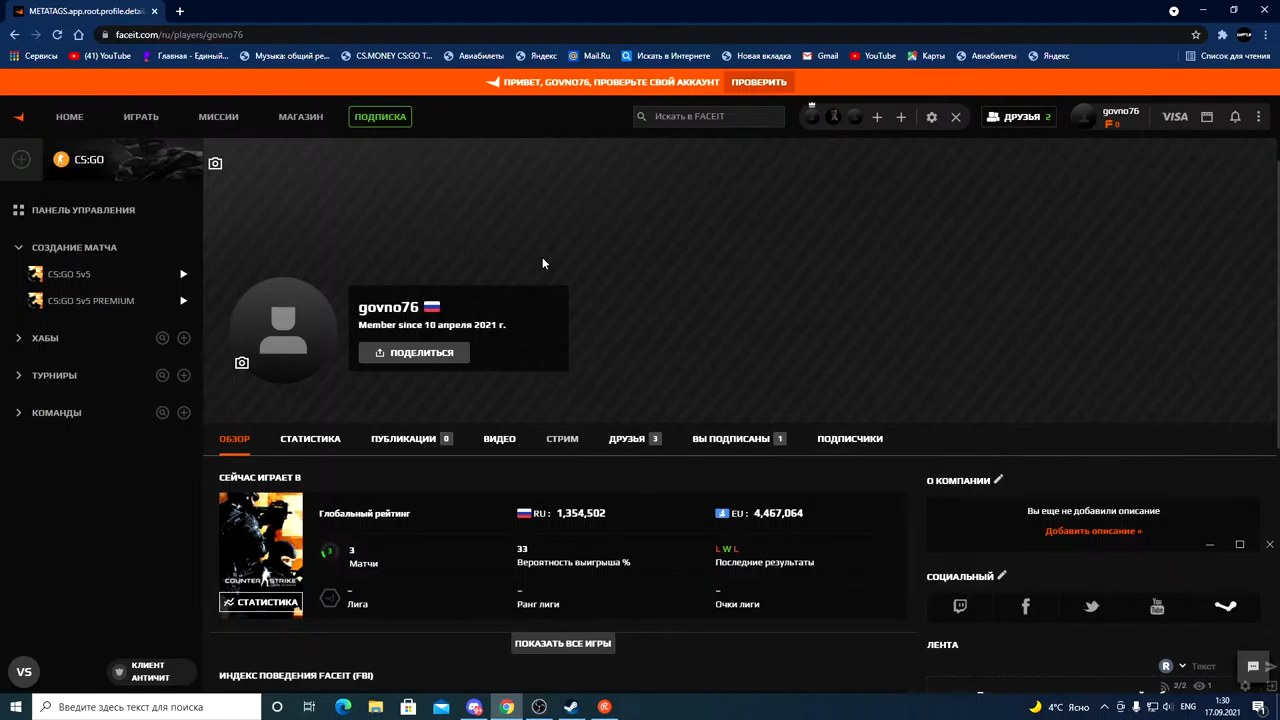 METATAGS.app.root.profile.detai
faceit.com/ru/players/govno76
Сервисы
(41) YouTube
Главная - Единый...
Музыка: общий ре...
CS.MONEY CS:GO T...
Авиабилеты
Яндекс
Mail.Ru
Искать в Интернете
Новая вкладка
Gmail
YouTube
Карты
Авиабилеты
Яндекс
Список для чтения
ПРИВЕТ, GOVNO76, ПРОВЕРЬТЕ СВОЙ АККАУНТ ПРОВЕРИТЬ
HOME
ИГРАТЬ
МИССИИ
МАГАЗИН
ПОДПИСКА
Искать в FACEIT
ДРУЗЬЯ 2
govno76
VISA
CS:GO
ПАНЕЛЬ УПРАВЛЕНИЯ
СОЗДАНИЕ МАТЧА
CS:GO 5v5
CS:GO 5v5 PREMIUM
ХАБЫ
ТУРНИРЫ
КОМАНДЫ
VS
КЛИЕНТ
АНТИЧИТ
govno76
Member since 10 апреля 2021 г.
ПОДЕЛИТЬСЯ
ОБЗОР
СТАТИСТИКА
ПУБЛИКАЦИИ 0
ВИДЕО
СТРИМ
ДРУЗЬЯ 3
ВЫ ПОДПИСАНЫ 1
ПОДПИСЧИКИ
СЕЙЧАС ИГРАЕТ В
COUNTER STRIKE
СТАТИСТИКА
Глобальный рейтинг
RU : 1,354,502
EU : 4,467,064
3
3
Матчи
33
Вероятность выигрыша %
L W L
Последние результаты
–
Лига
–
Ранг лиги
–
Очки лиги
ПОКАЗАТЬ ВСЕ ИГРЫ
ИНДЕКС ПОВЕДЕНИЯ FACEIT (FBI)
О КОМПАНИИ
Вы еще не добавили описание
Добавить описание »
СОЦИАЛЬНЫЙ
ЛЕНТА
R
Текст
2/2
1
Введите здесь текст для поиска
4°C Ясно
ENG
1:30
17.09.2021